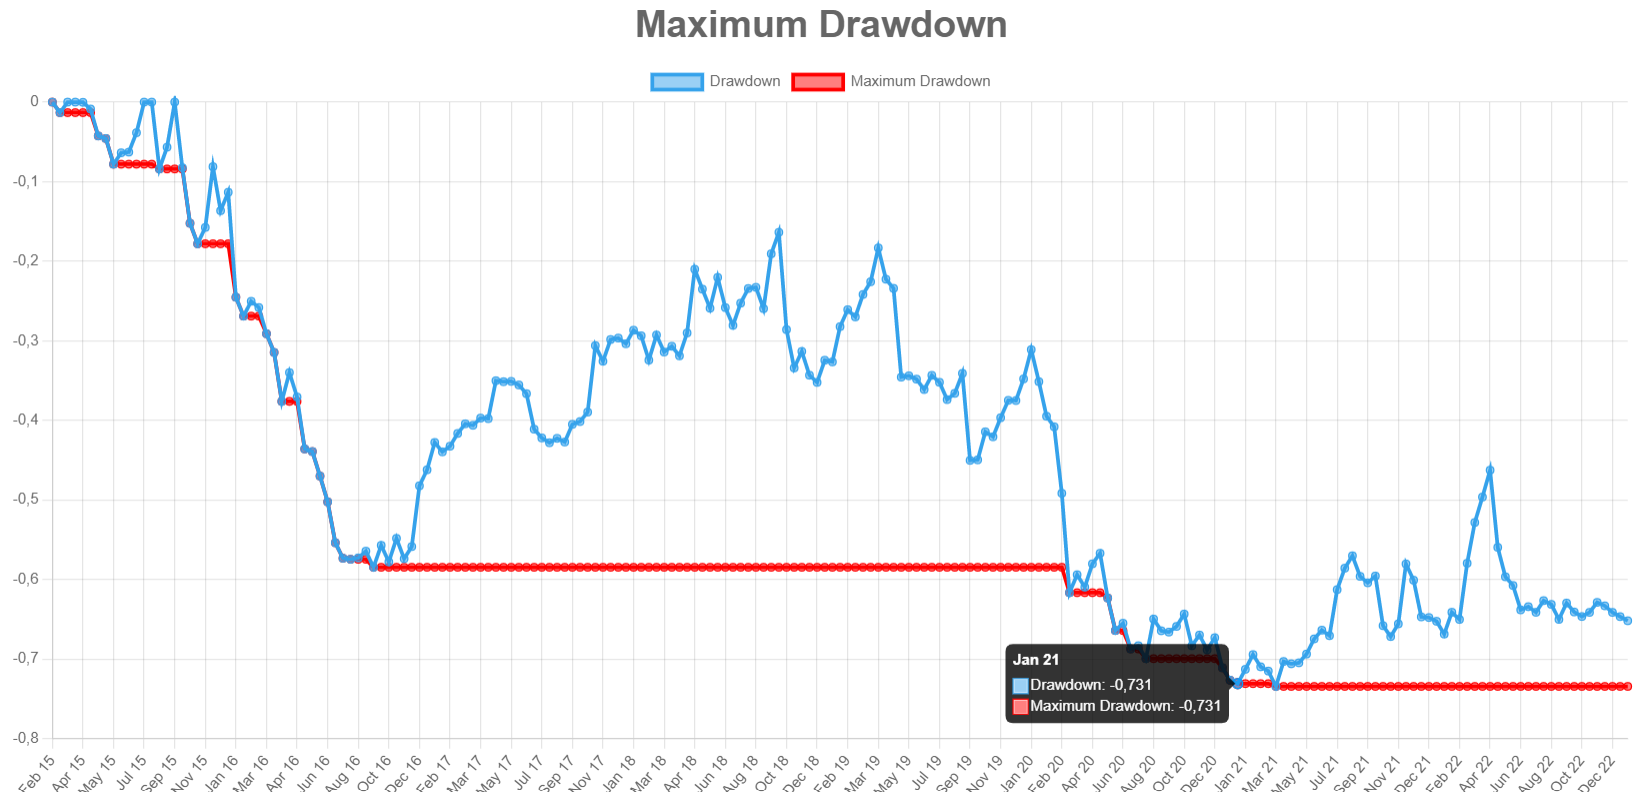 Maximum Drawdown
Drawdown Maximum Drawdown
0
-0,1
-0,2
-0,3
-0,4
-0,5
-0,6
-0,7
-0,8
Jan 21
Drawdown: -0,731
Maximum Drawdown: -0,731
Feb 15 Apr 15 May 15 Jul 15 Sep 15 Nov 15 Jan 16 Mar 16 Apr 16 Jun 16 Aug 16 Oct 16 Dec 16 Feb 17 Mar 17 May 17 Jul 17 Sep 17 Nov 17 Jan 18 Mar 18 Apr 18 Jun 18 Aug 18 Oct 18 Dec 18 Feb 19 Mar 19 May 19 Jul 19 Sep 19 Nov 19 Jan 20 Feb 20 Apr 20 Jun 20 Aug 20 Oct 20 Dec 20 Jan 21 Mar 21 May 21 Jul 21 Sep 21 Nov 21 Dec 21 Feb 22 Apr 22 Jun 22 Aug 22 Oct 22 Dec 22